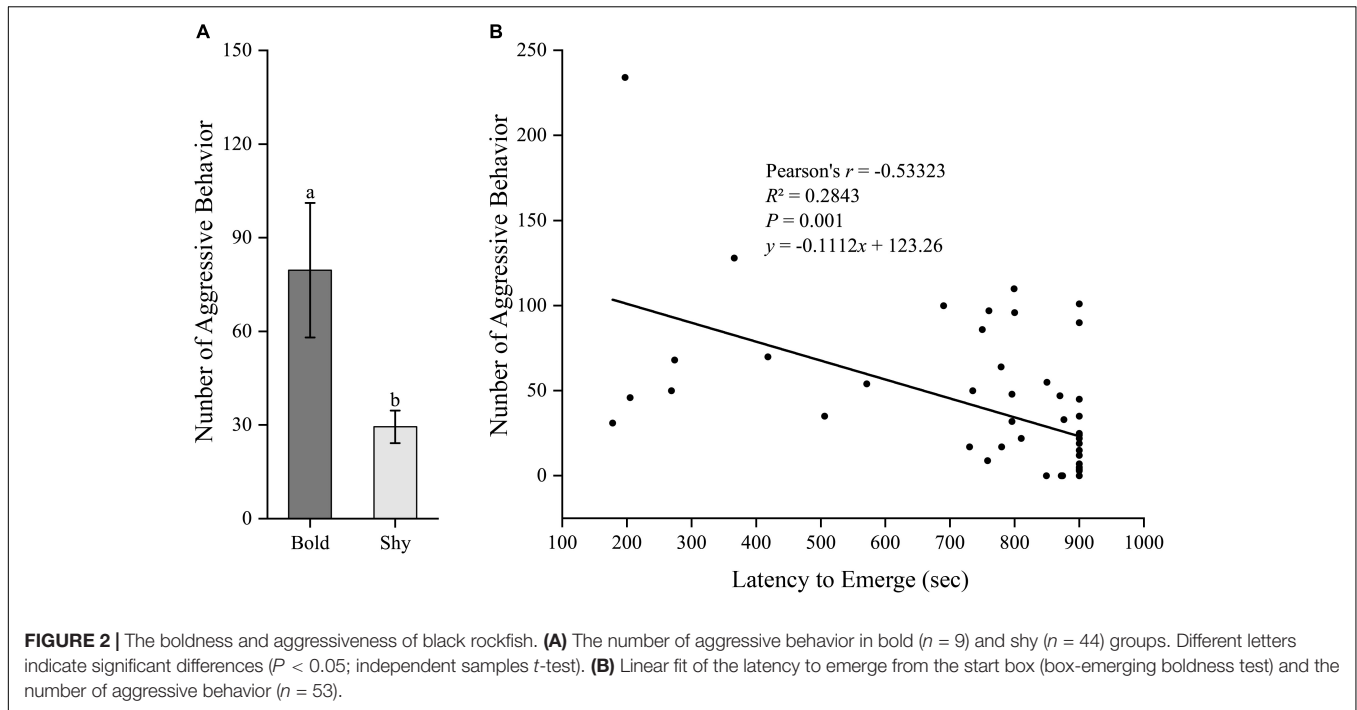 A
150
120
90
60
30
0
Nunber of Aggressive Behavior
a
b
Bold
Shy
B
250
200
150
100
50
0
Nunber of Aggressive Behavior
Pearson's r = -0.53323
R² = 0.2843
P = 0.001
y = -0.1112x + 123.26
100 200 300 400 500 600 700 800 900 1000
Latency to Emerge (sec)
FIGURE 2 | The boldness and aggressiveness of black rockfish. (A) The number of aggressive behavior in bold (n = 9) and shy (n = 44) groups. Different letters
indicate significant differences (P < 0.05; independent samples t-test). (B) Linear fit of the latency to emerge from the start box (box-emerging boldness test) and the
number of aggressive behavior (n = 53).